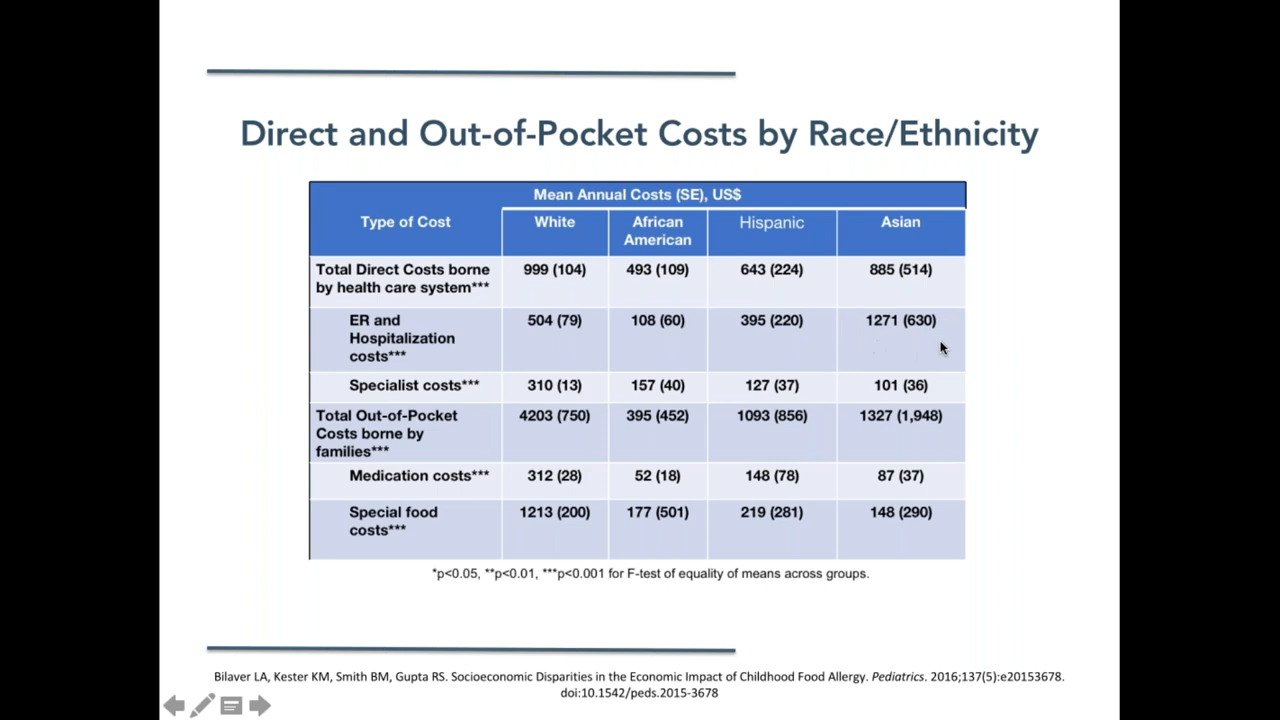 Direct and Out-of-Pocket Costs by Race/Ethnicity
Mean Annual Costs (SE), US$
Type of Cost
White
African
American
Hispanic
Asian
Total Direct Costs borne
by health care system***
999 (104)
493 (109)
643 (224)
885 (514)
ER and
Hospitalization
costs***
504 (79)
108 (60)
395 (220)
1271 (630)
Specialist costs***
310 (13)
157 (40)
127 (37)
101 (36)
Total Out-of-Pocket
Costs borne by
families***
4203 (750)
395 (452)
1093 (856)
1327 (1,948)
Medication costs***
312 (28)
52 (18)
148 (78)
87 (37)
Special food
costs***
1213 (200)
177 (501)
219 (281)
148 (290)
*p<0.05, **p<0.01, ***p<0.001 for F-test of equality of means across groups.
Bilaver LA, Kester KM, Smith BM, Gupta RS. Socioeconomic Disparities in the Economic Impact of Childhood Food Allergy. Pediatrics. 2016;137(5):e20153678.
doi:10.1542/peds.2015-3678